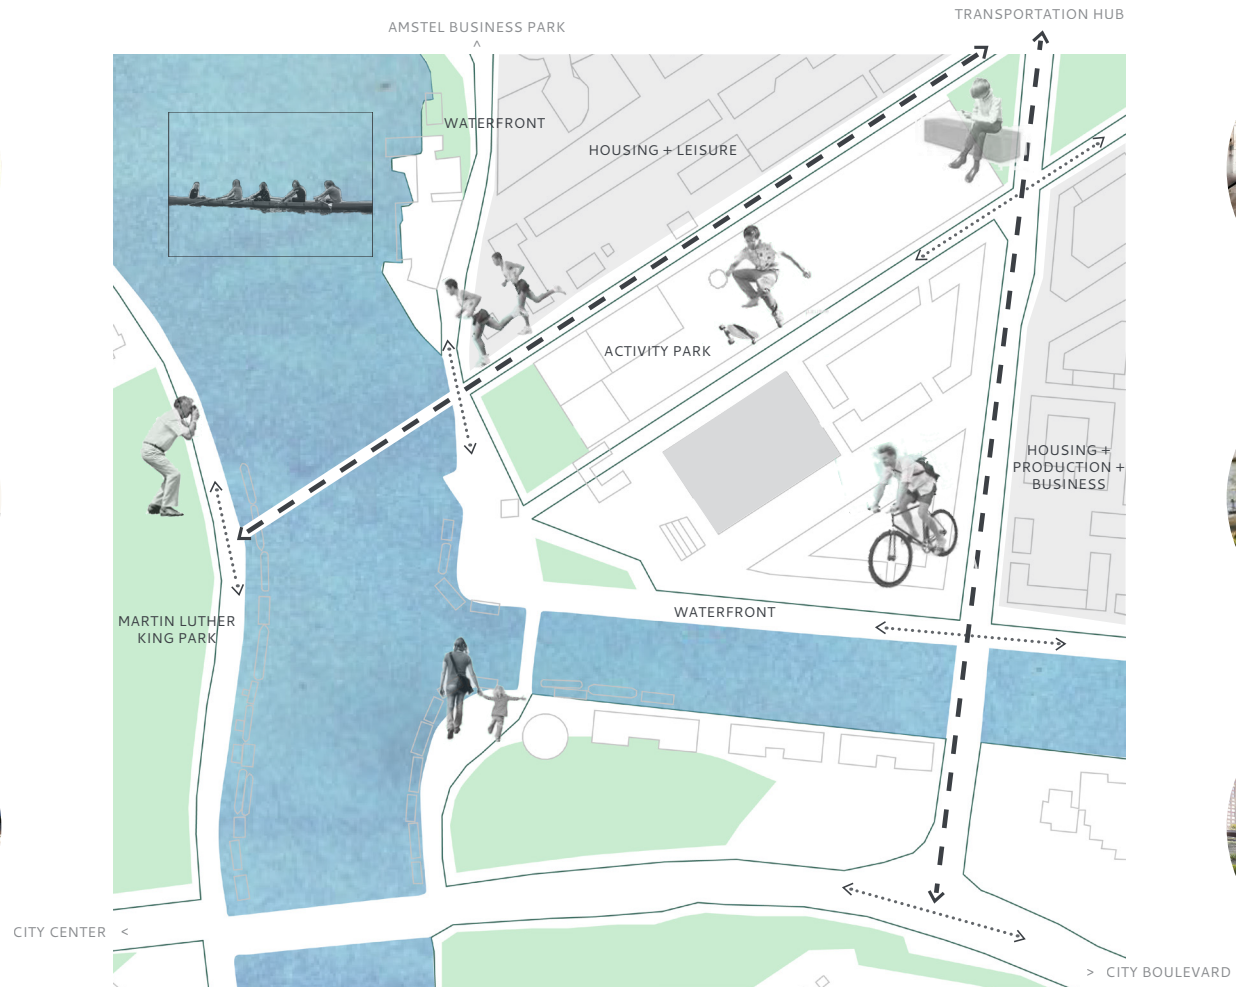 TRANSPORTATION HUB
AMSTEL BUSINESS PARK
^
WATERFRONT
HOUSING + LEISURE
ACTIVITY PARK
HOUSING +
PRODUCTION +
BUSINESS
WATERFRONT
MARTIN LUTHER
KING PARK
CITY CENTER <
> CITY BOULEVARD